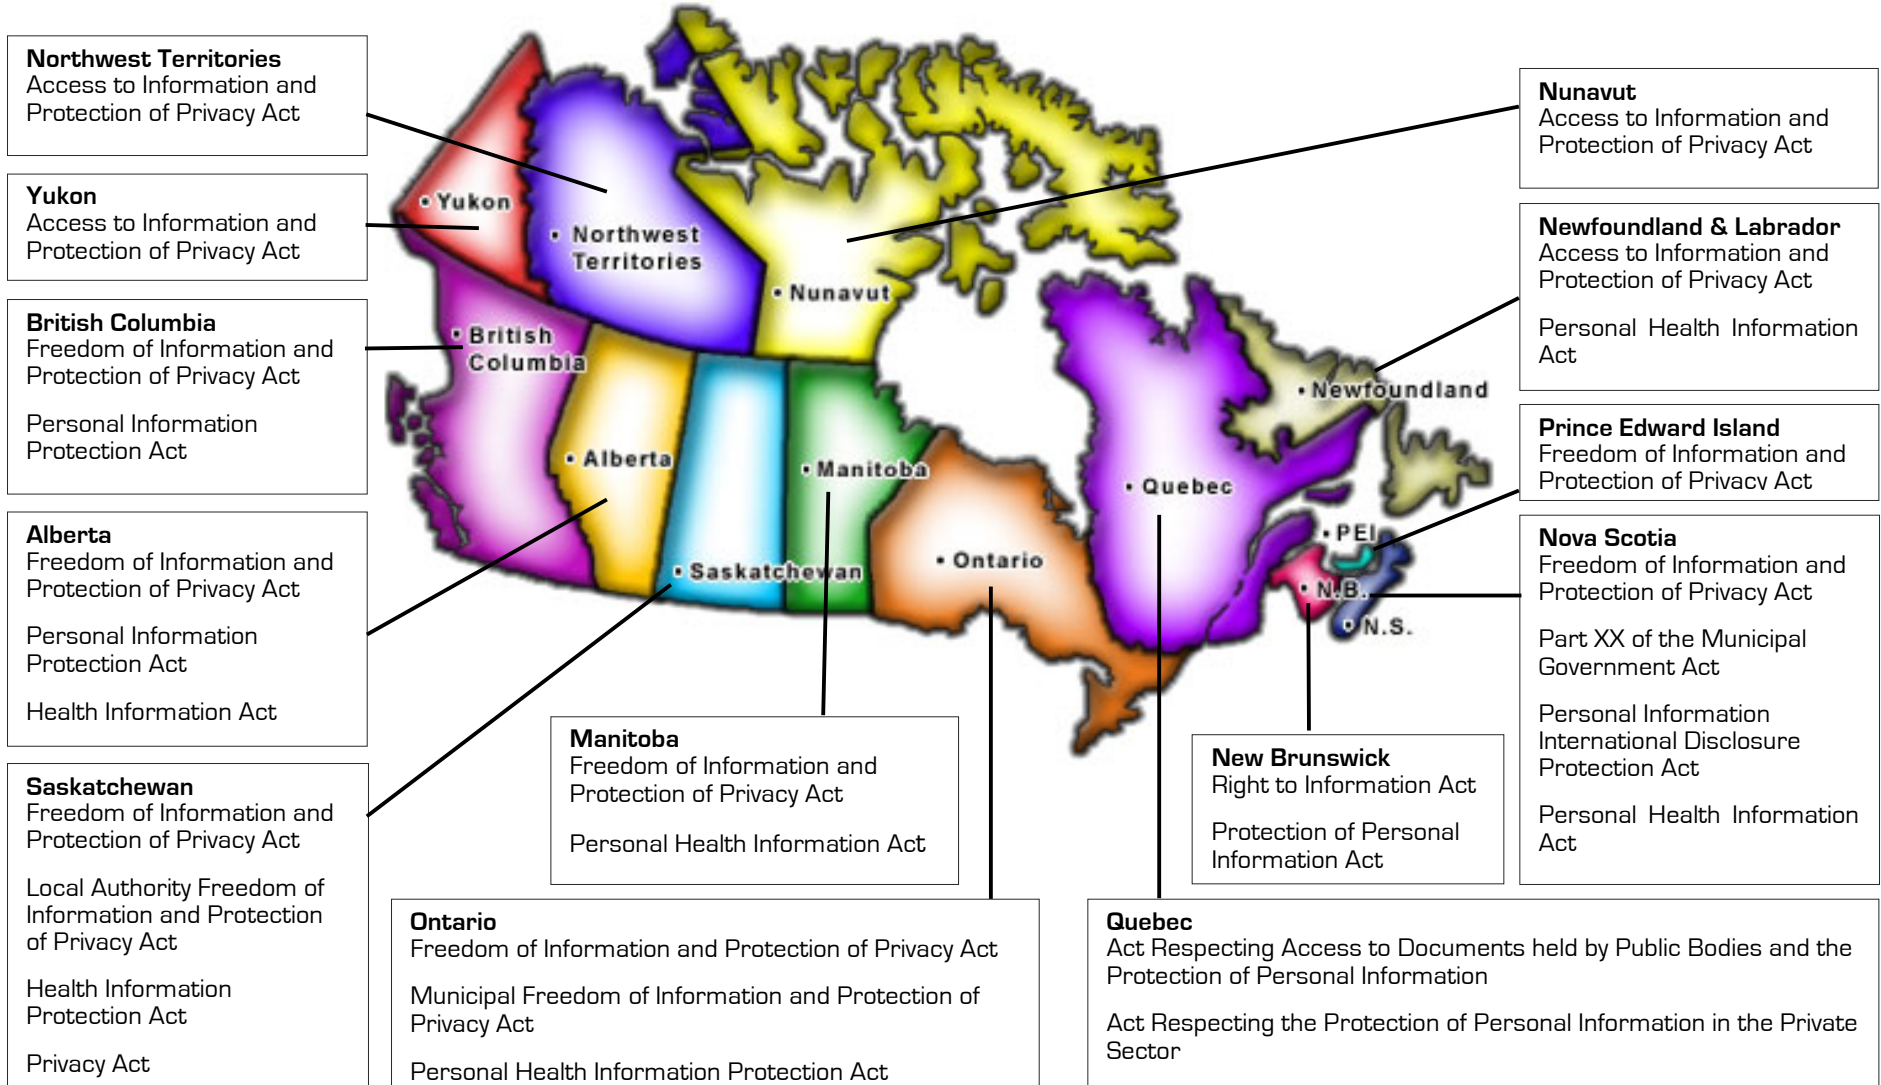 Northwest Territories
Access to Information and
Protection of Privacy Act
Yukon
Access to Information and
Protection of Privacy Act
British Columbia
Freedom of Information and
Protection of Privacy Act
Personal Information
Protection Act
Alberta
Freedom of Information and
Protection of Privacy Act
Personal Information
Protection Act
Health Information Act
Saskatchewan
Freedom of Information and
Protection of Privacy Act
Local Authority Freedom of
Information and Protection
of Privacy Act
Health Information
Protection Act
Privacy Act
• Yukon
• Northwest
Territories
• Nunavut
• British
Columbia
• Alberta
• Saskatchewan
• Manitoba
• Ontario
• Quebec
• Newfoundland
• PEI
• N.B.
• N.S.
Manitoba
Freedom of Information and
Protection of Privacy Act
Personal Health Information Act
Ontario
Freedom of Information and Protection of Privacy Act
Municipal Freedom of Information and Protection of
Privacy Act
Personal Health Information Protection Act
New Brunswick
Right to Information Act
Protection of Personal
Information Act
Quebec
Act Respecting Access to Documents held by Public Bodies and the
Protection of Personal Information
Act Respecting the Protection of Personal Information in the Private
Sector
Nunavut
Access to Information and
Protection of Privacy Act
Newfoundland & Labrador
Access to Information and
Protection of Privacy Act
Personal Health Information
Act
Prince Edward Island
Freedom of Information and
Protection of Privacy Act
Nova Scotia
Freedom of Information and
Protection of Privacy Act
Part XX of the Municipal
Government Act
Personal Information
International Disclosure
Protection Act
Personal Health Information
Act